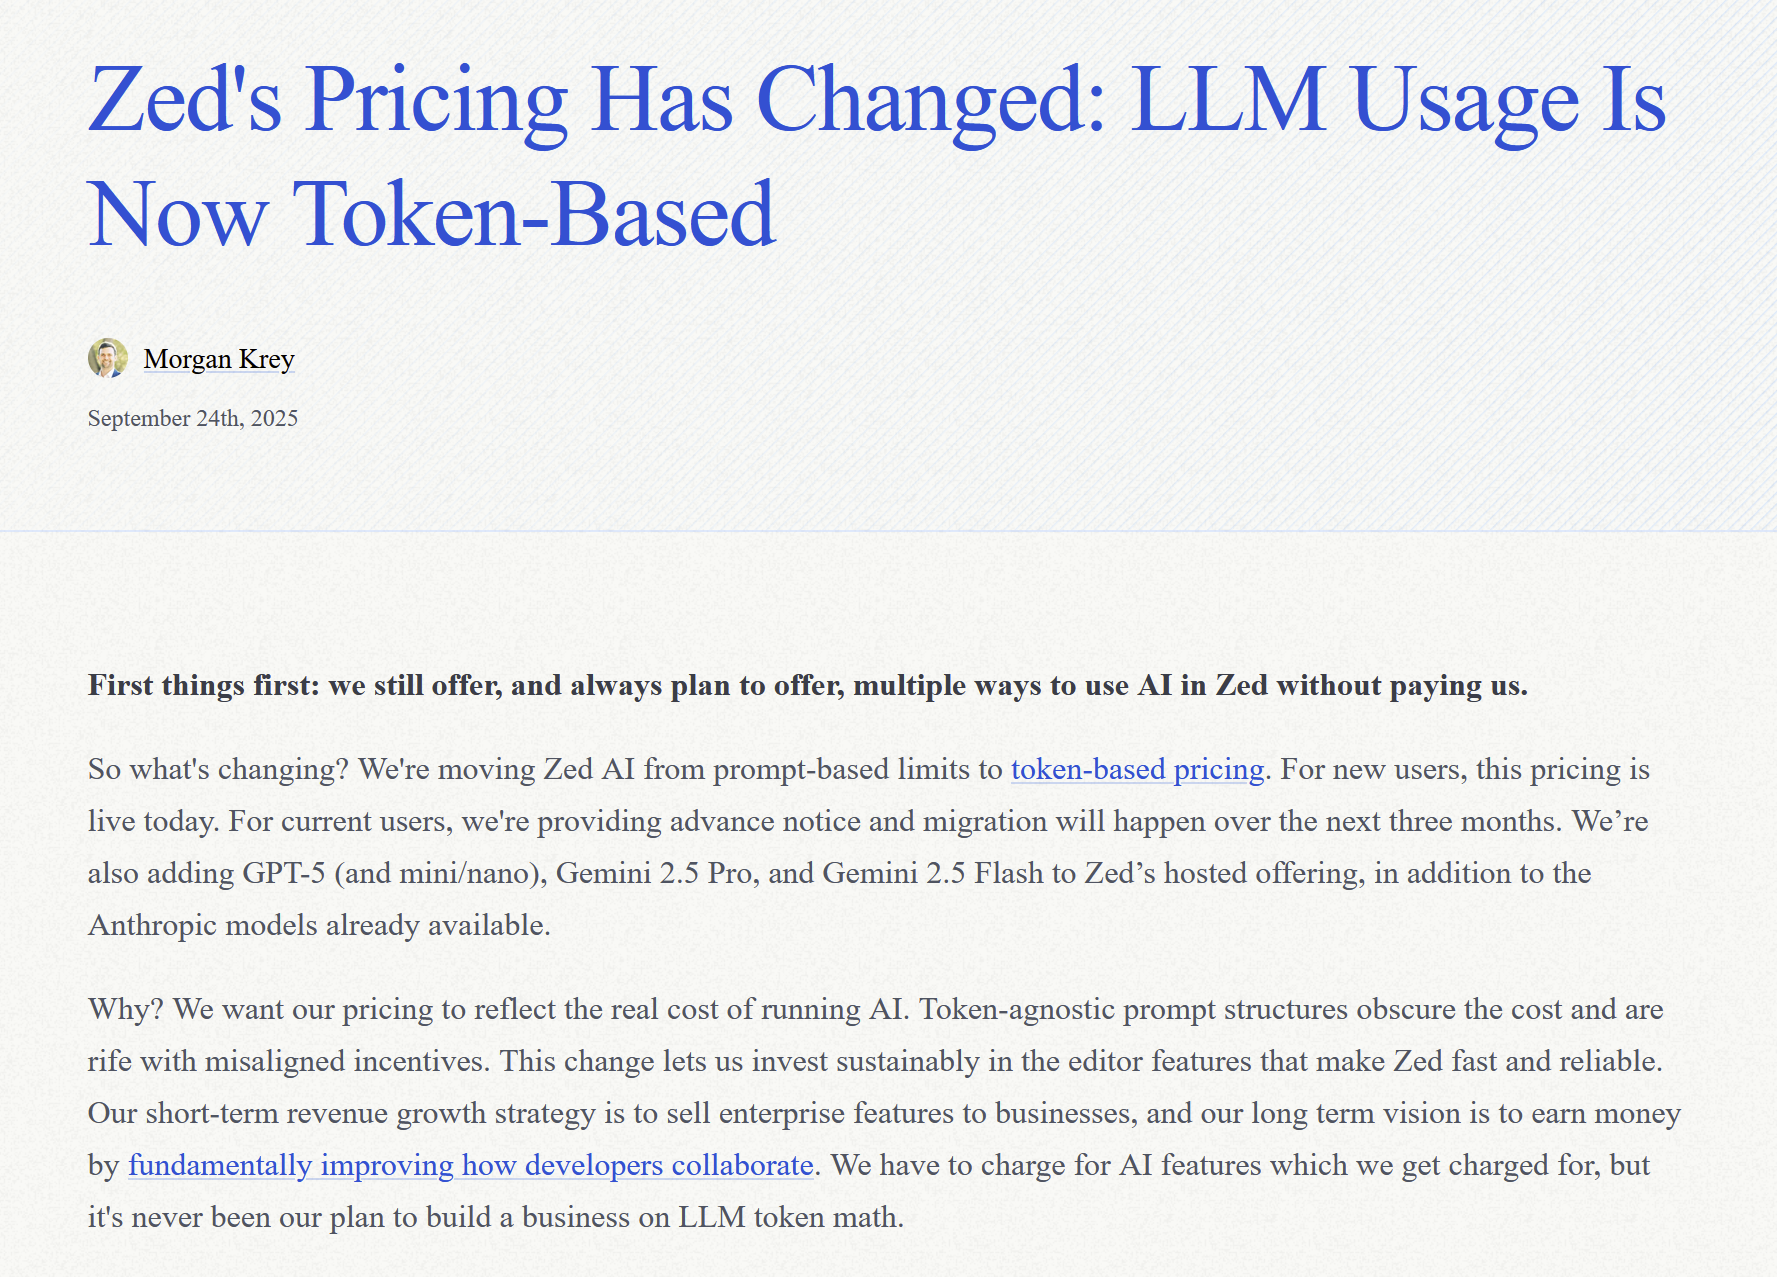 Zed's Pricing Has Changed: LLM Usage Is
Now Token-Based
Morgan Krey
September 24th, 2025
First things first: we still offer, and always plan to offer, multiple ways to use AI in Zed without paying us.
So what's changing? We're moving Zed AI from prompt-based limits to token-based pricing. For new users, this pricing is
live today. For current users, we're providing advance notice and migration will happen over the next three months. We’re
also adding GPT-5 (and mini/nano), Gemini 2.5 Pro, and Gemini 2.5 Flash to Zed’s hosted offering, in addition to the
Anthropic models already available.
Why? We want our pricing to reflect the real cost of running AI. Token-agnostic prompt structures obscure the cost and are
rife with misaligned incentives. This change lets us invest sustainably in the editor features that make Zed fast and reliable.
Our short-term revenue growth strategy is to sell enterprise features to businesses, and our long term vision is to earn money
by fundamentally improving how developers collaborate. We have to charge for AI features which we get charged for, but
it's never been our plan to build a business on LLM token math.